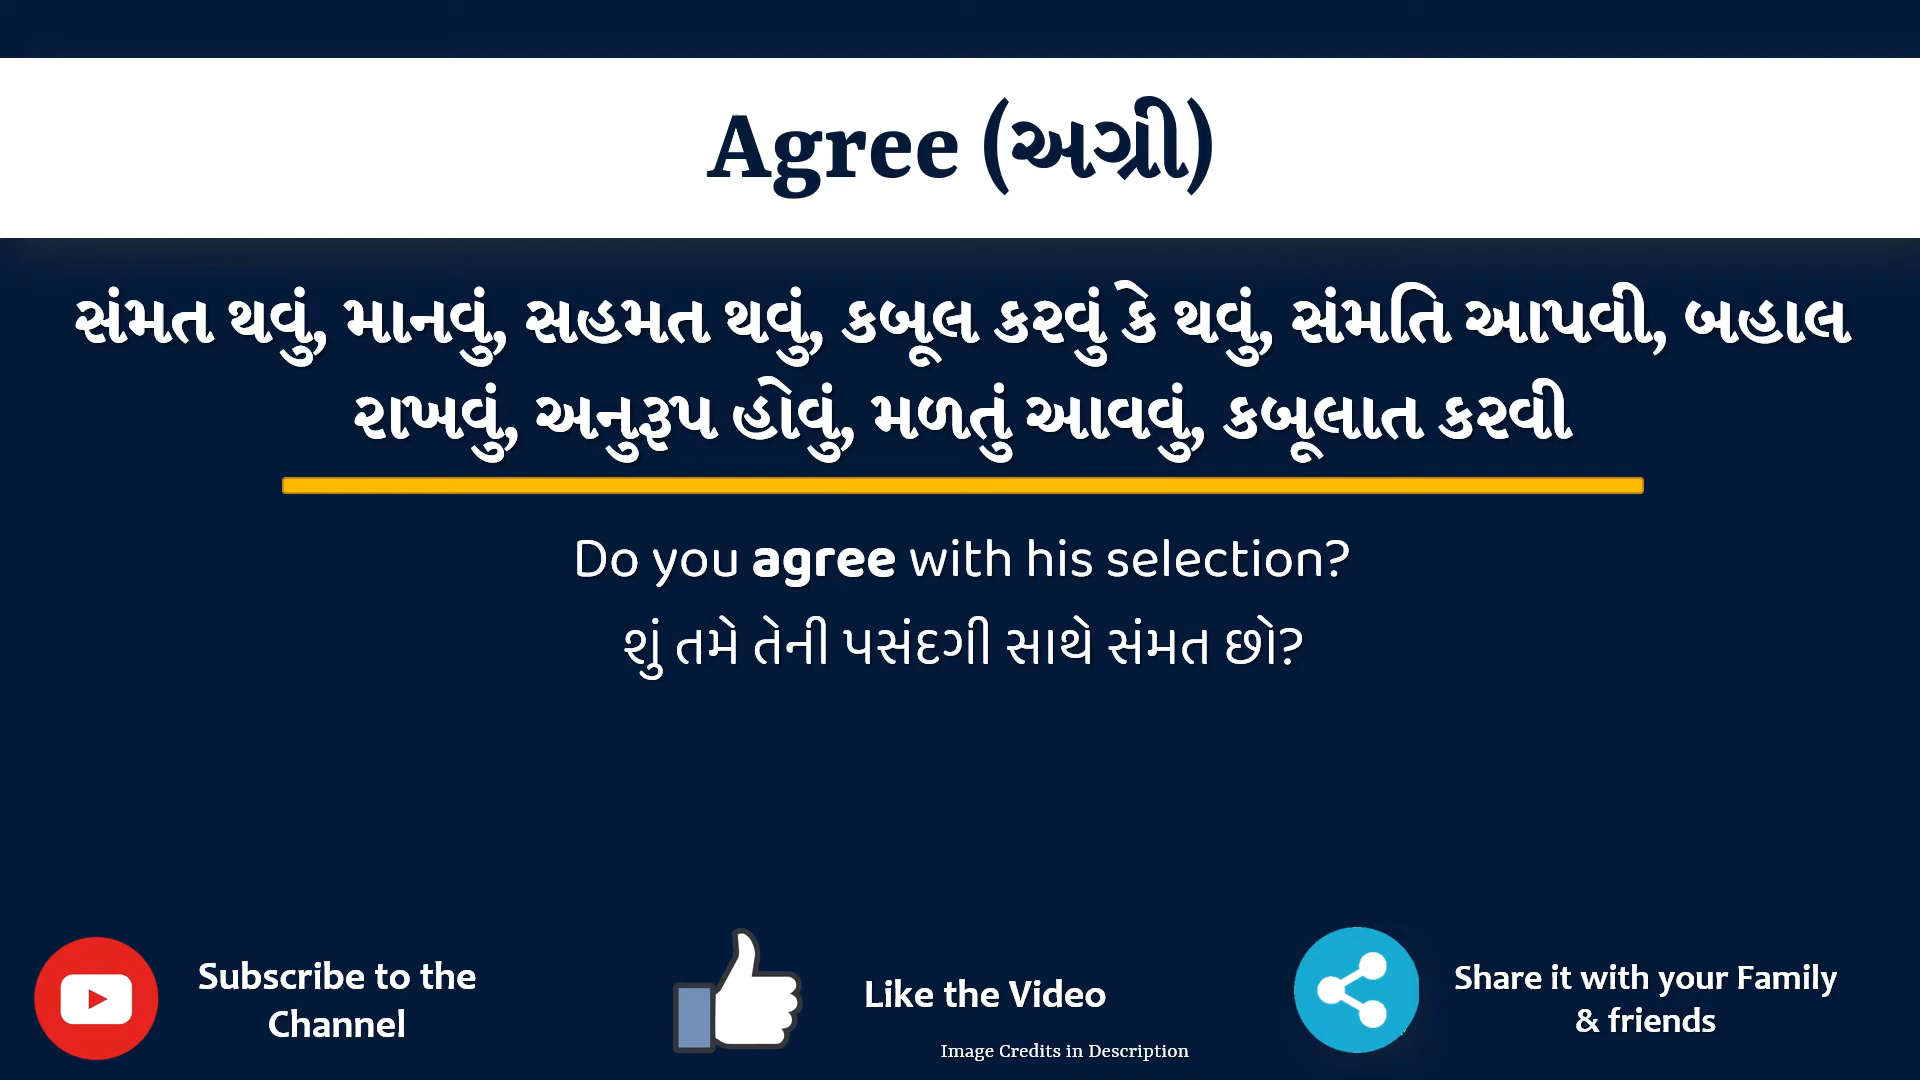 Agree (અગ્રી)
સંમત થવું, માનવું, સહમત થવું, કબૂલ કરવું કે થવું, સંમતિ આપવી, બહાલ
રાખવું, અનુરૂપ હોવું, મળતું આવવું, કબૂલાત કરવી
Do you agree with his selection?
શું તમે તેની પસંદગી સાથે સંમત છો?
Subscribe to the
Channel
Like the Video
Share it with your Family
& friends
Image Credits in Description